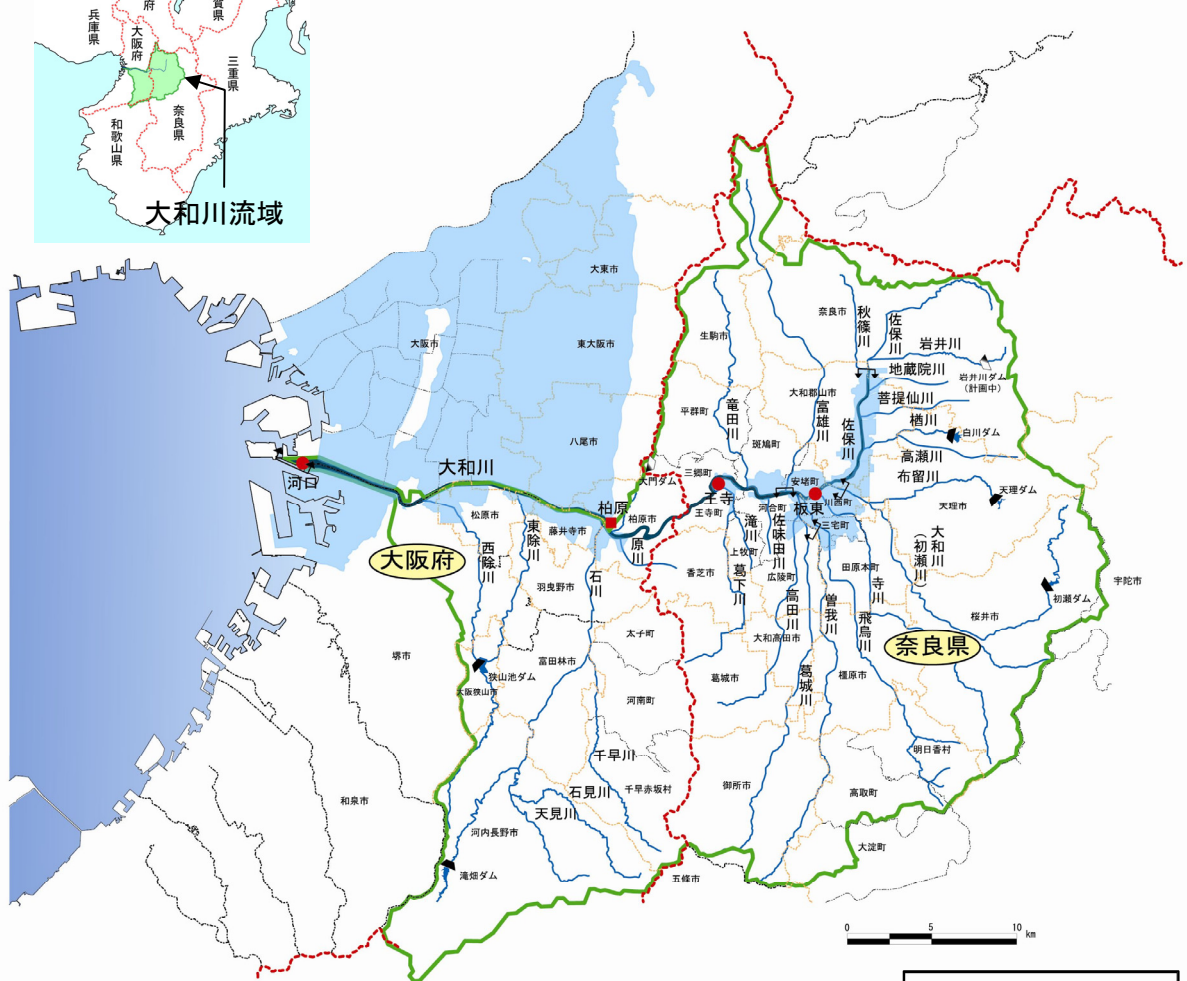 府
賀県
兵庫県
大阪府
三重県
奈良県
和歌山県
大和川流域
大東市
大阪市
東大阪市
生駒市
奈良市
秋篠川
佐保川
岩井川
地蔵院川
岩井川ダム
(計画中)
大和郡山市
菩提仙川
平群町
竜田川
富雄川
佐保川
楢川
白川ダム
斑鳩町
八尾市
高瀬川
大和川
布留川
河口
大門ダム
三郷町
王寺
安堵町
川西町
天理ダム
天理市
柏原
柏原市
王寺町
河合町
板東
松原市
東除川
藤井寺市
原川
滝川
佐味田川
三宅町
大和川
(初瀬川)
大阪府
西除川
石川
上牧町
田原本町
寺川
香芝市
葛下川
広陵町
高田川
曽我川
宇陀市
初瀬ダム
羽曳野市
飛鳥川
桜井市
太子町
大和高田市
奈良県
堺市
富田林市
葛城川
狭山池ダム
大阪狭山市
葛城市
橿原市
河南町
明日香村
千早川
石見川
千早赤坂村
御所市
高取町
和泉市
天見川
河内長野市
大淀町
滝畑ダム
五條市
0 5 10 km